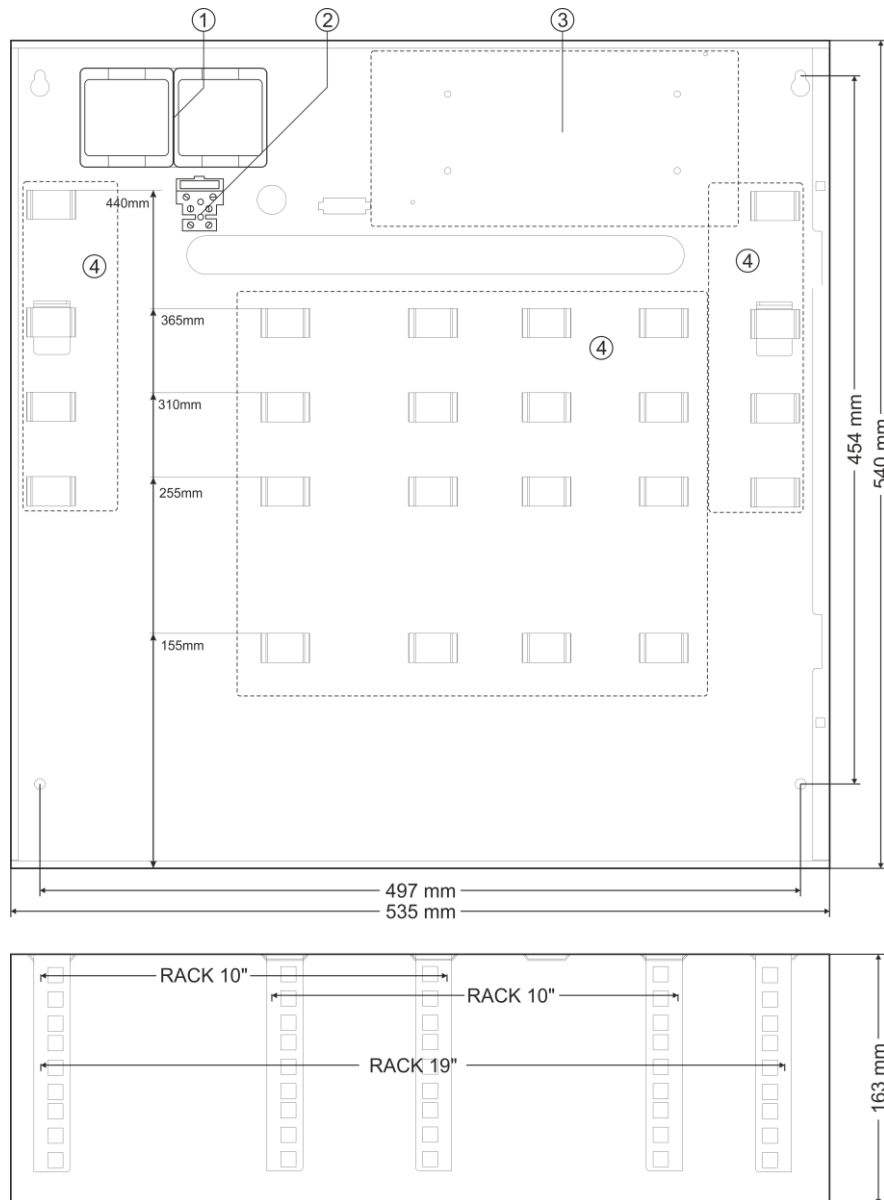 ① ② ③
440mm
④ ④
365mm
④
310mm
255mm
155mm
454 mm
540 mm
497 mm
535 mm
RACK 10"
RACK 10"
RACK 19"
163 mm